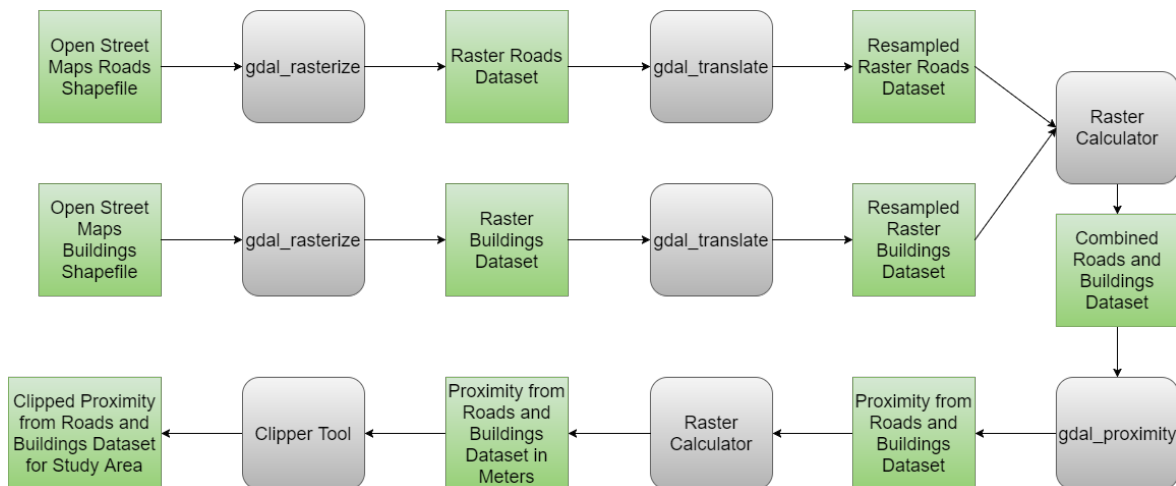 Open Street
Maps Roads
Shapefile
gdal_rasterize
Raster Roads
Dataset
gdal_translate
Resampled
Raster Roads
Dataset
Raster
Calculator
Open Street
Maps
Buildings
Shapefile
gdal_rasterize
Raster
Buildings
Dataset
gdal_translate
Resampled
Raster
Buildings
Dataset
Combined
Roads and
Buildings
Dataset
gdal_proximity
Proximity from
Roads and
Buildings
Dataset
Raster
Calculator
Proximity from
Roads and
Buildings
Dataset in
Meters
Clipper Tool
Clipped Proximity
from Roads and
Buildings Dataset
for Study Area